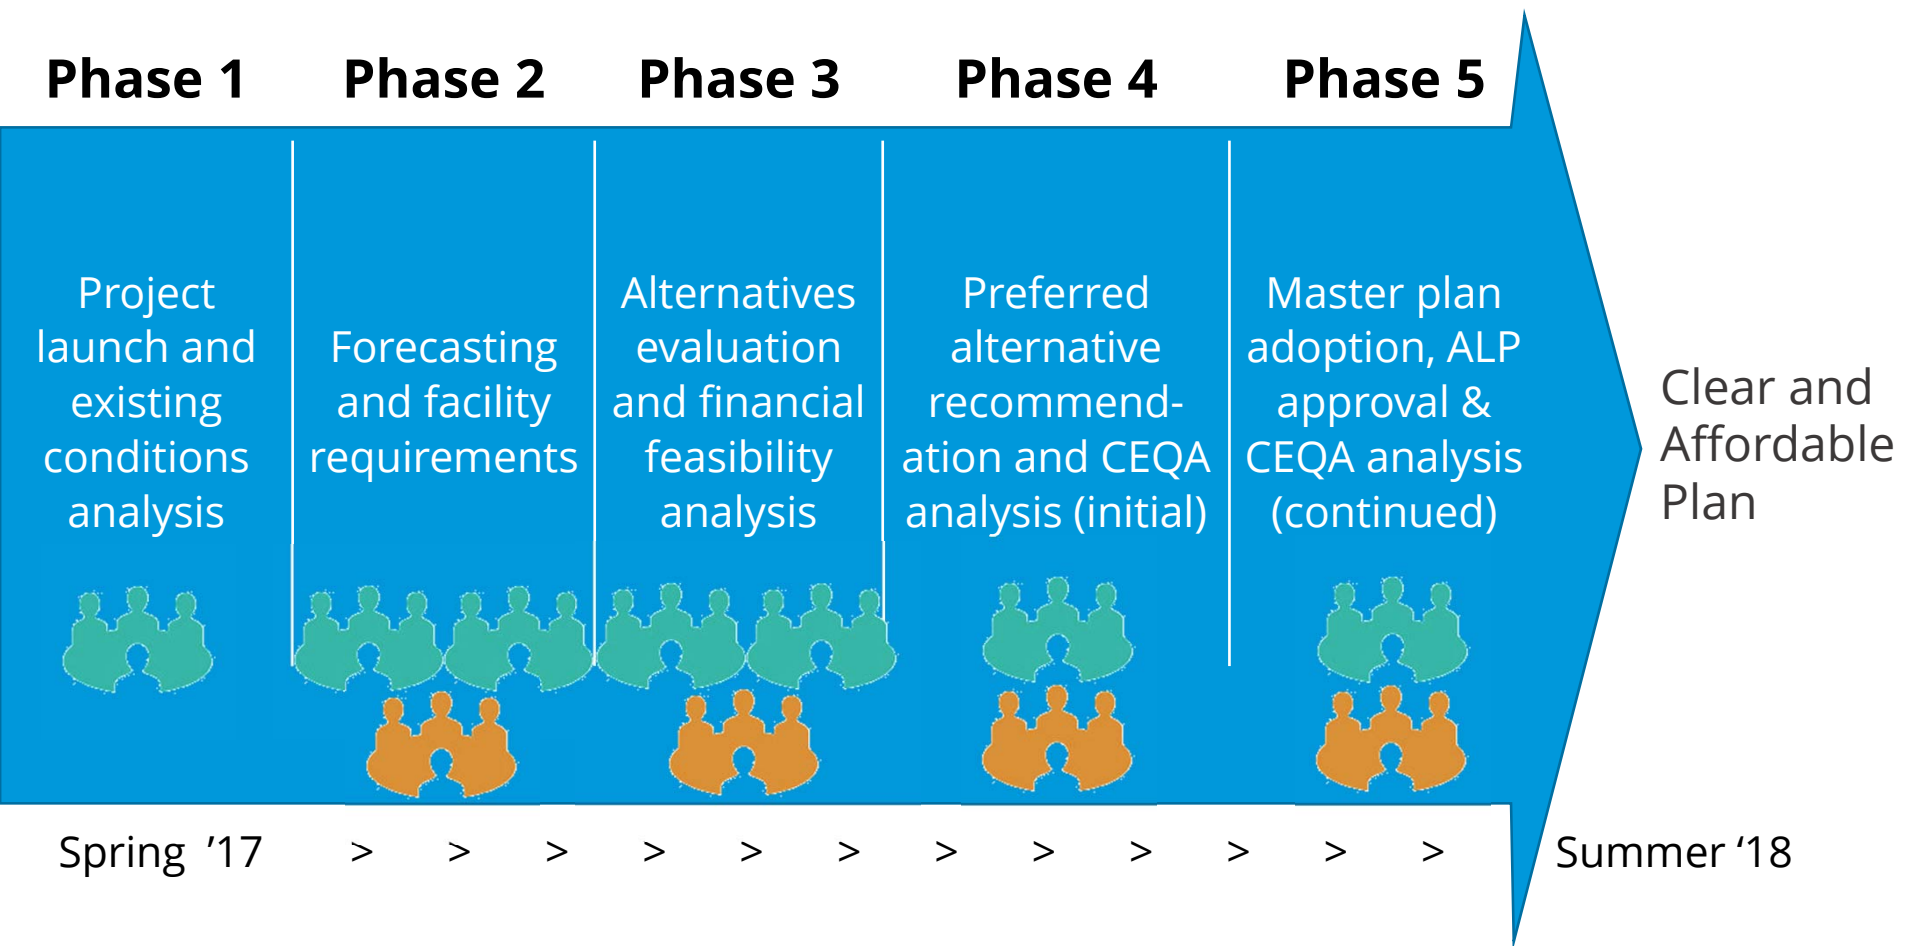 Phase 1
Phase 2
Phase 3
Phase 4
Phase 5
Project
launch and
existing
conditions
analysis
Forecasting
and facility
requirements
Alternatives
evaluation
and financial
feasibility
analysis
Preferred
alternative
recommend-
ation and CEQA
analysis (initial)
Master plan
adoption, ALP
approval &
CEQA analysis
(continued)
Clear and
Affordable
Plan
Spring ’17 > > > > > > > > > > > > Summer ‘18